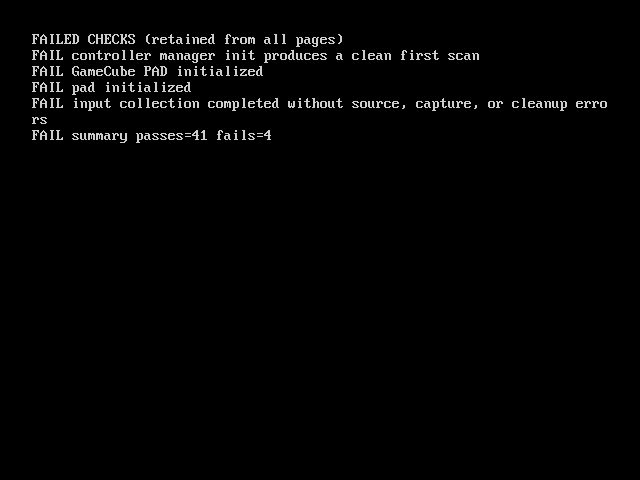 FAILED CHECKS (retained from all pages)
FAIL controller manager init produces a clean first scan
FAIL GameCube PAD initialized
FAIL pad initialized
FAIL input collection completed without source, capture, or cleanup erro
rs
FAIL summary passes=41 fails=4